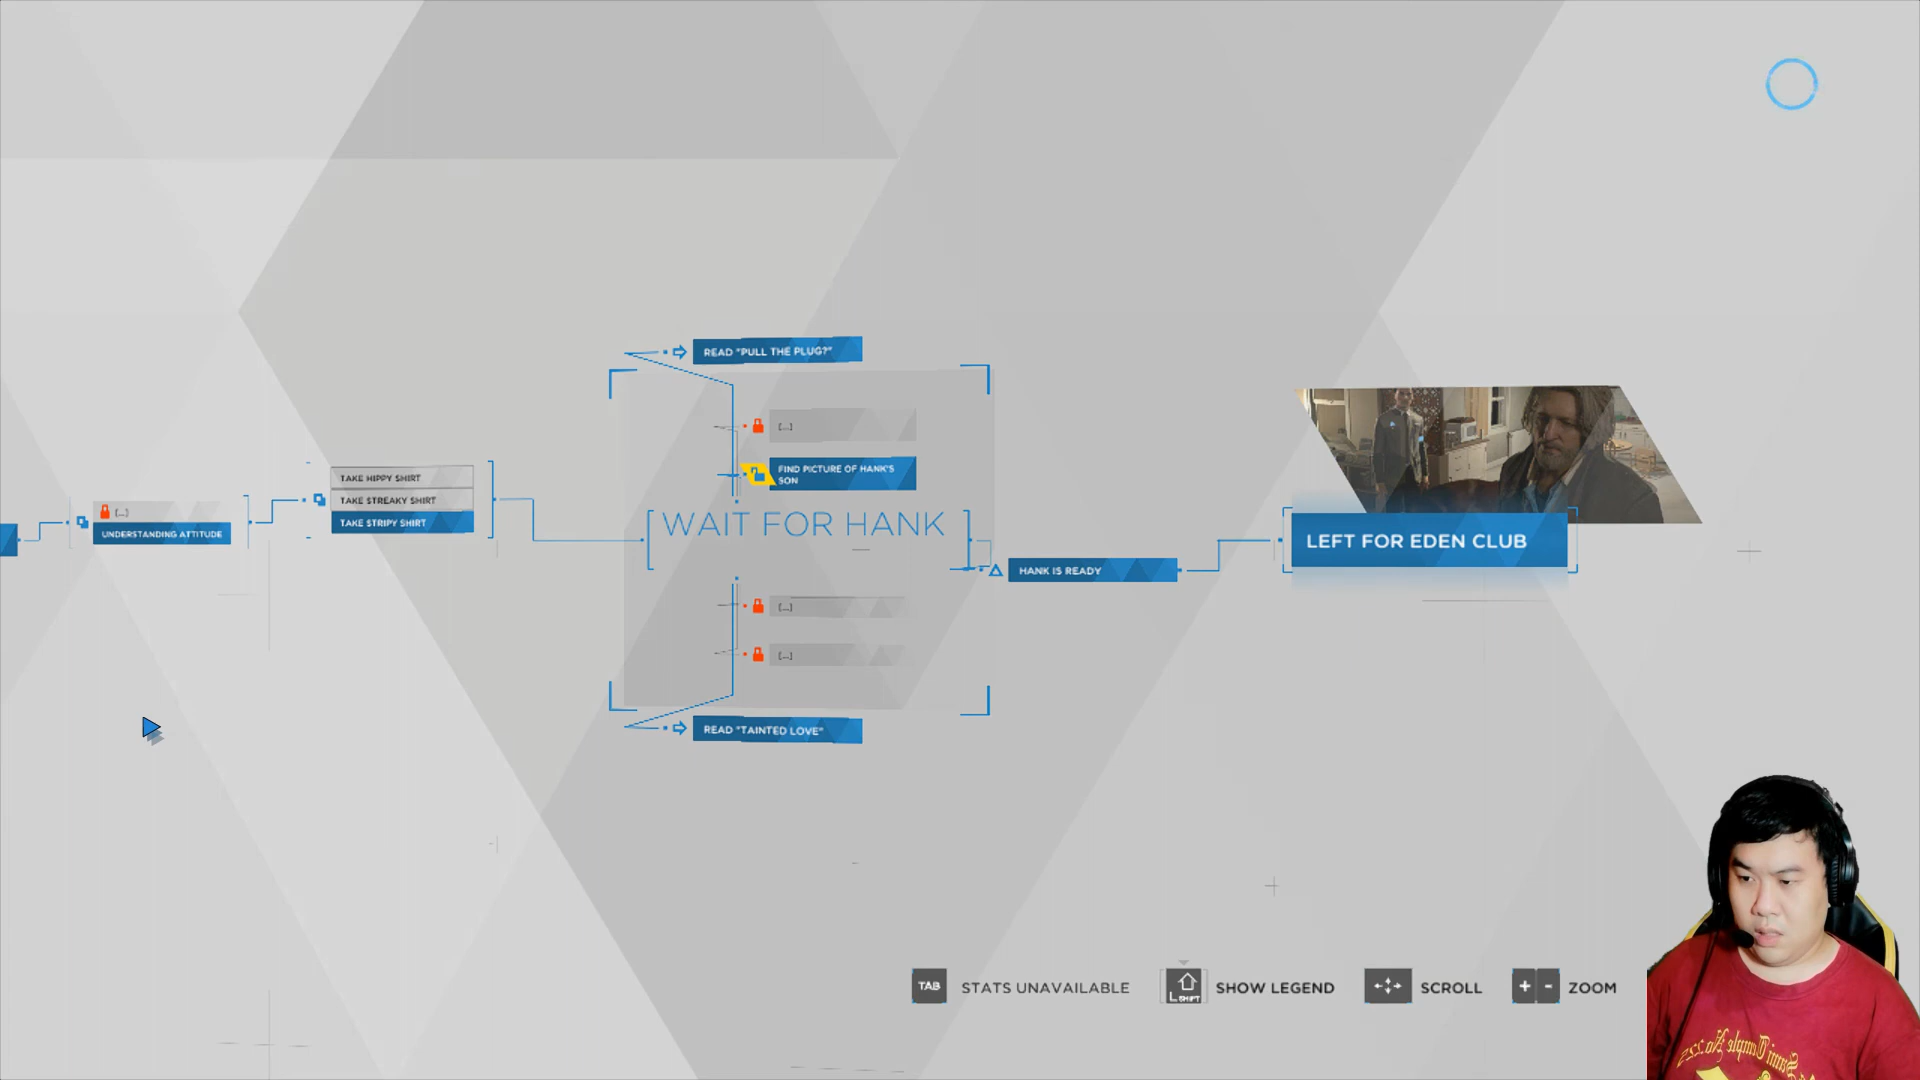 READ "PULL THE PLUG?"
[...]
FIND PICTURE OF HANK'S
SON
TAKE HIPPY SHIRT
TAKE STREAKY SHIRT
TAKE STRIPY SHIRT
[...]
UNDERSTANDING ATTITUDE
WAIT FOR HANK
HANK IS READY
LEFT FOR EDEN CLUB
[...]
[...]
READ "TAINTED LOVE"
TAB STATS UNAVAILABLE
L SHIFT SHOW LEGEND
SCROLL
+ - ZOOM